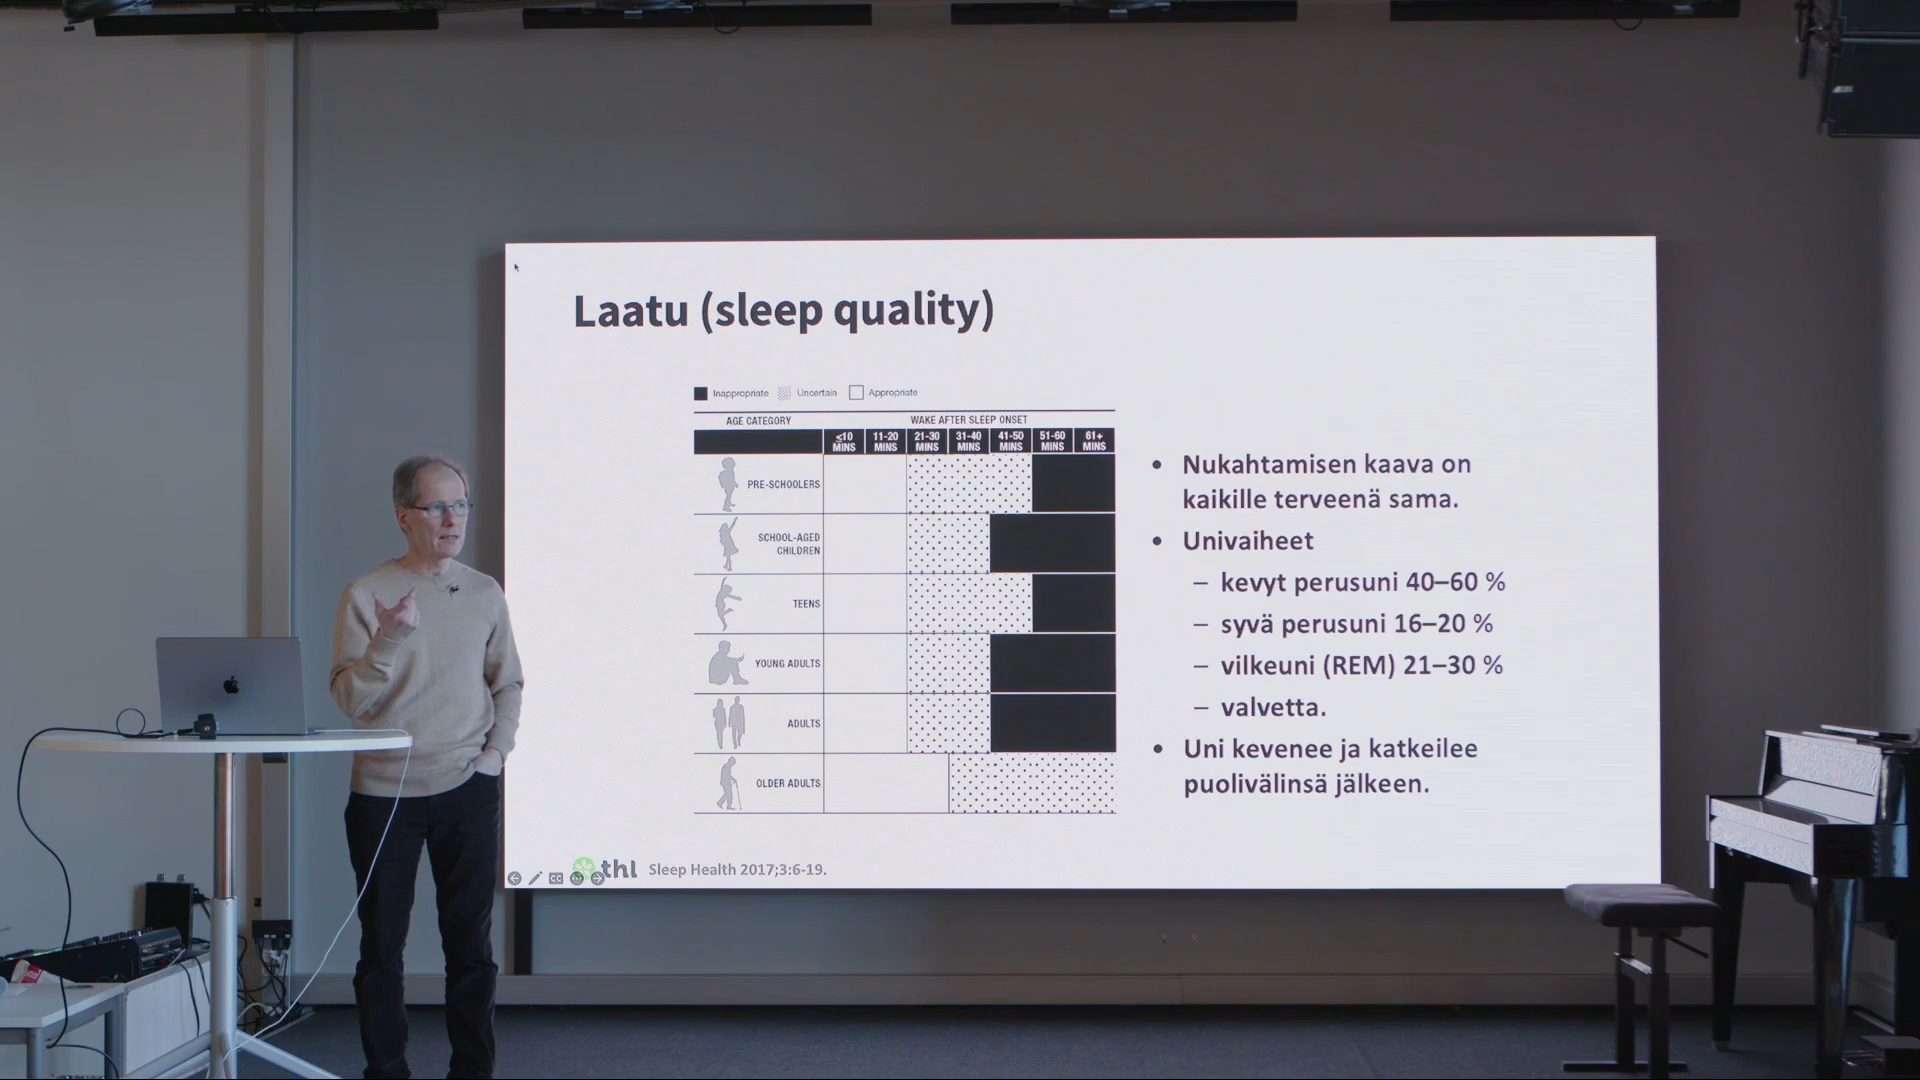 Laatu (sleep quality)
Inappropriate Uncertain Appropriate
AGE CATEGORY WAKE AFTER SLEEP ONSET
≤10 MINS 11-20 MINS 21-30 MINS 31-40 MINS 41-50 MINS 51-60 MINS 61+ MINS
PRE-SCHOOLERS
SCHOOL-AGED
CHILDREN
TEENS
YOUNG ADULTS
ADULTS
OLDER ADULTS
• Nukahtamisen kaava on
kaikille terveenä sama.
• Univaiheet
– kevyt perusuni 40–60 %
– syvä perusuni 16–20 %
– vilkeuni (REM) 21–30 %
– valvetta.
• Uni kevenee ja katkeilee
puolivälinsä jälkeen.
thl Sleep Health 2017;3:6-19.
CC